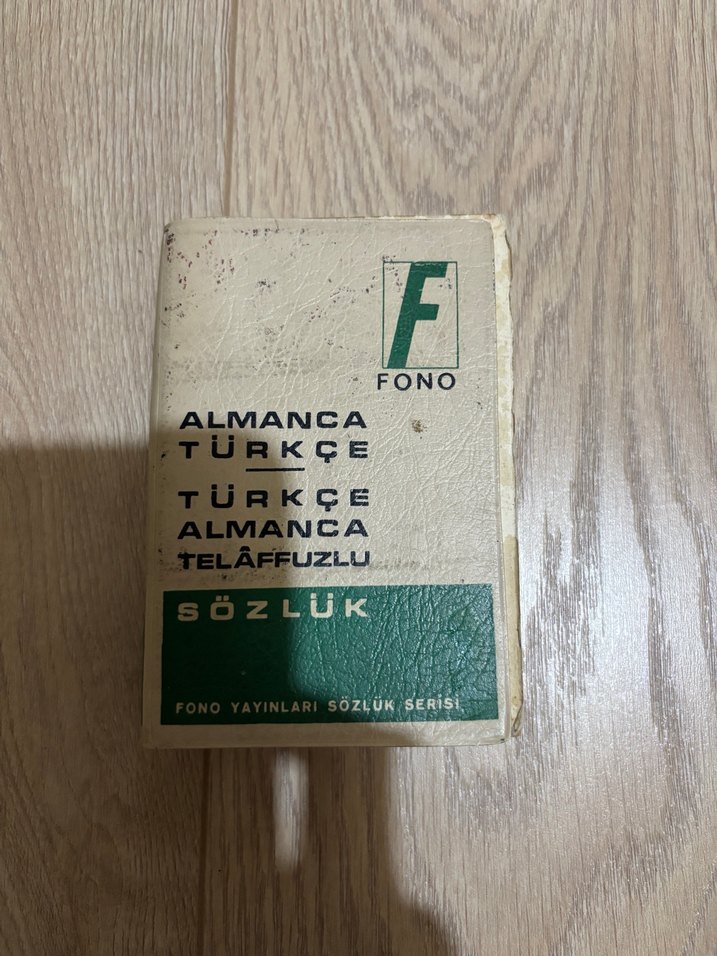 F
FONO
ALMANCA
TÜRKÇE
TÜRKÇE
ALMANCA
TELÂFFUZLU
SÖZLÜK
FONO YAYINLARI SÖZLÜK SERİSİ